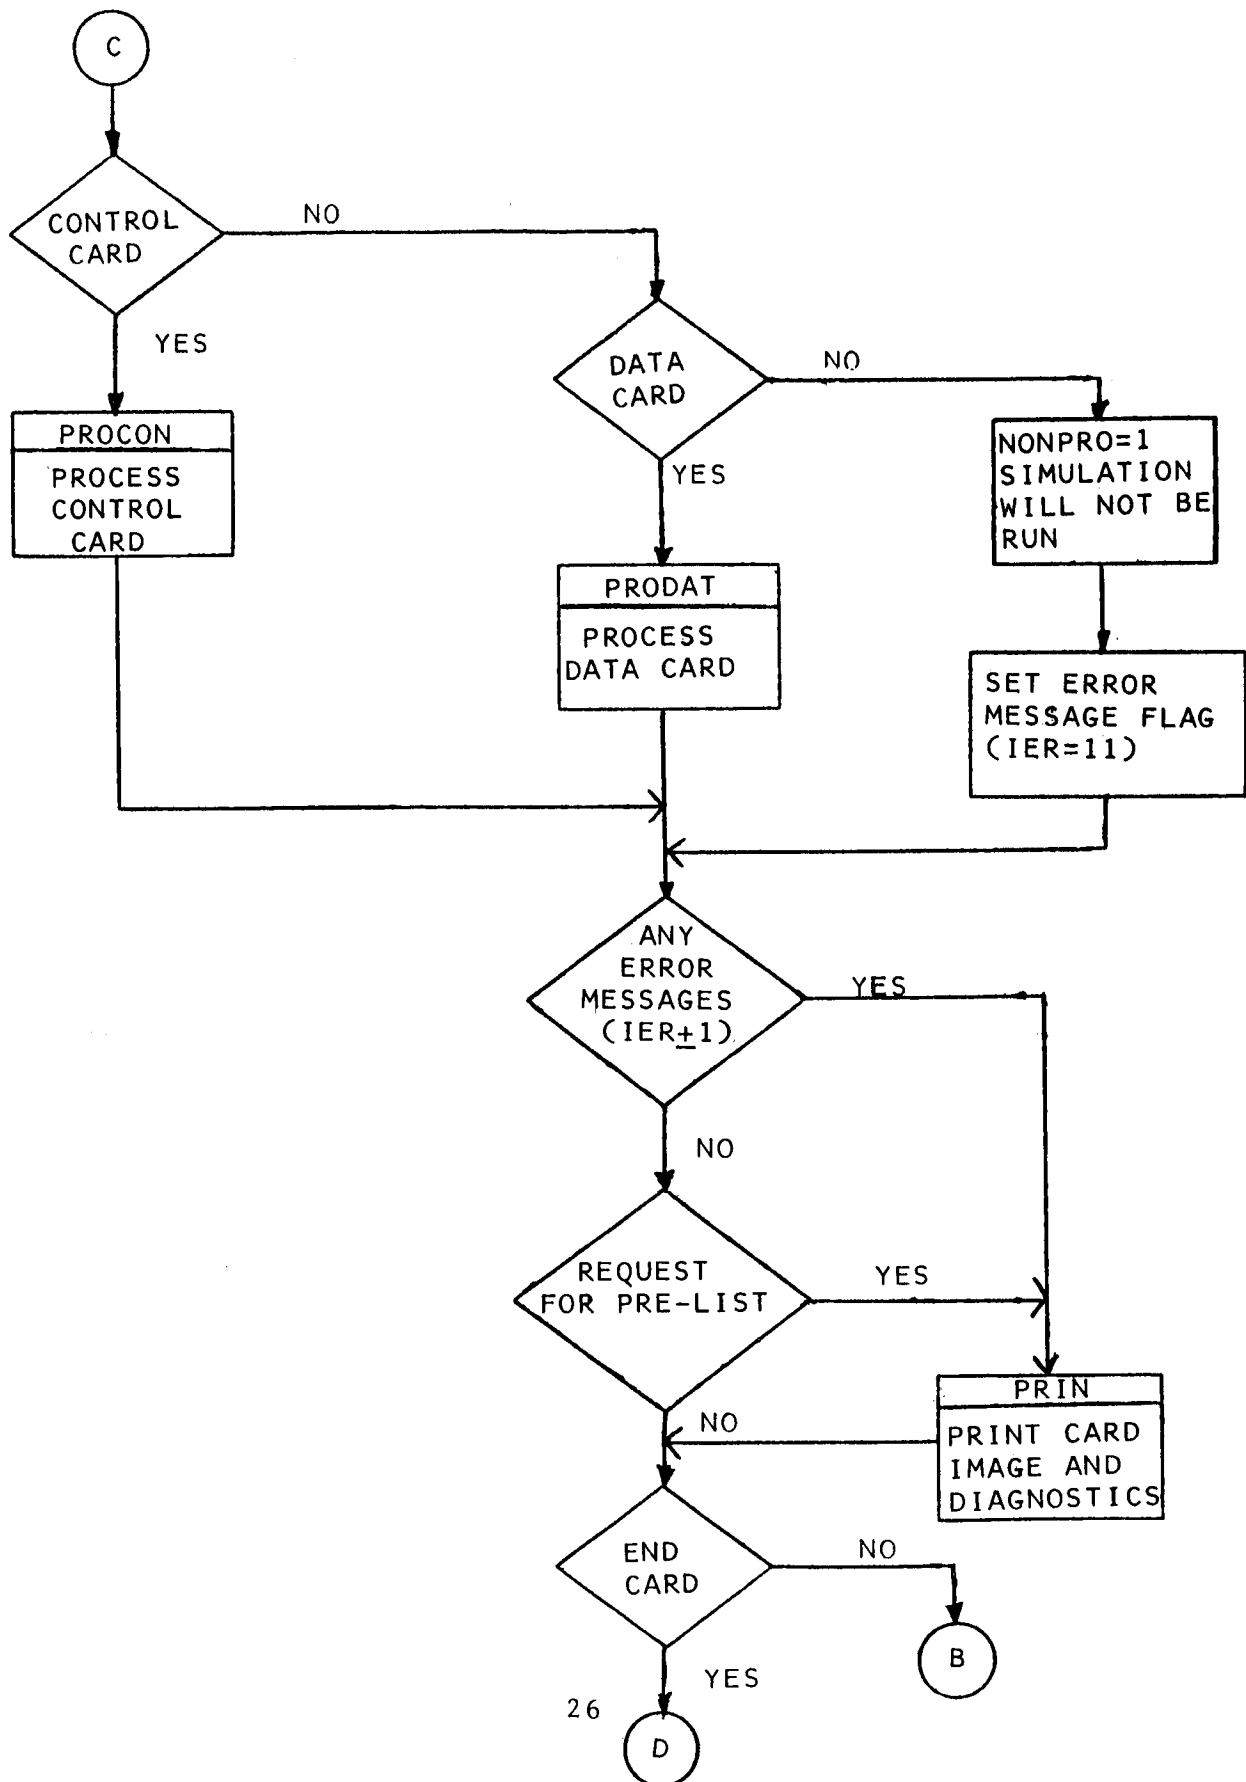 C
CONTROL
CARD
NO
YES
DATA
CARD
NO
YES
PROCON
PROCESS
CONTROL
CARD
NONPRO=1
SIMULATION
WILL NOT BE
RUN
PRODAT
PROCESS
DATA CARD
SET ERROR
MESSAGE FLAG
(IER=11)
ANY
ERROR
MESSAGES
(IER±1)
YES
NO
REQUEST
FOR PRE-LIST
YES
NO
PRIN
PRINT CARD
IMAGE AND
DIAGNOSTICS
END
CARD
NO
B
YES
26
D